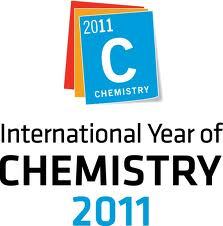 2011
C
CHEMISTRY
International Year of
CHEMISTRY
2011